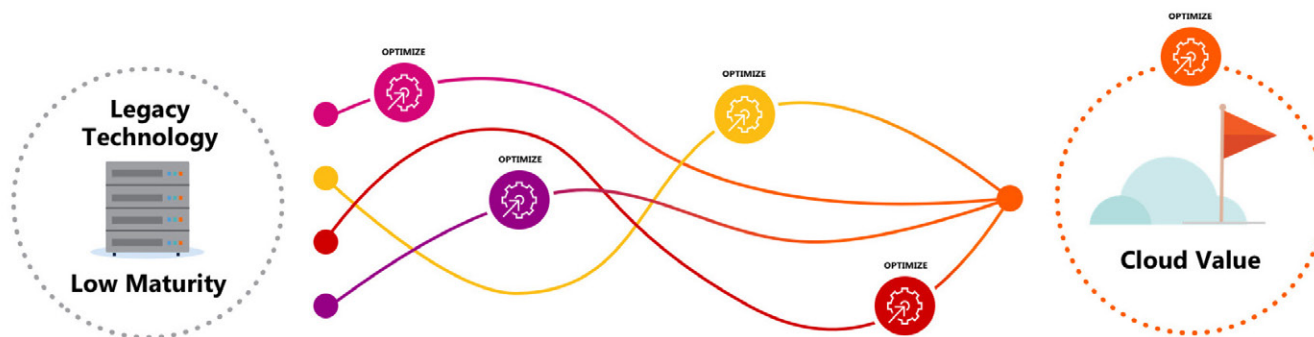 Legacy
Technology
Low Maturity
OPTIMIZE
OPTIMIZE
OPTIMIZE
OPTIMIZE
OPTIMIZE
Cloud Value